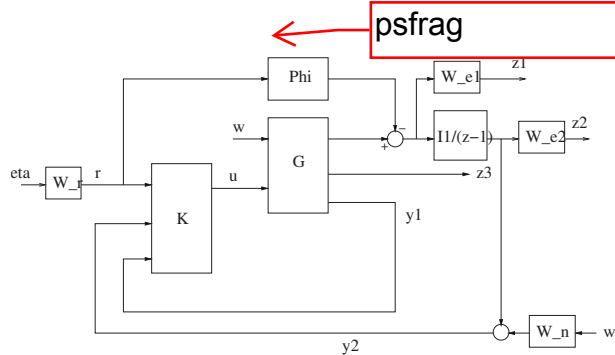 psfrag
z1
Phi
W_e1
−
w
z2
+
I1/(z−1)
W_e2
eta
W_r
r
u
G
z3
K
y1
W_n
w
y2